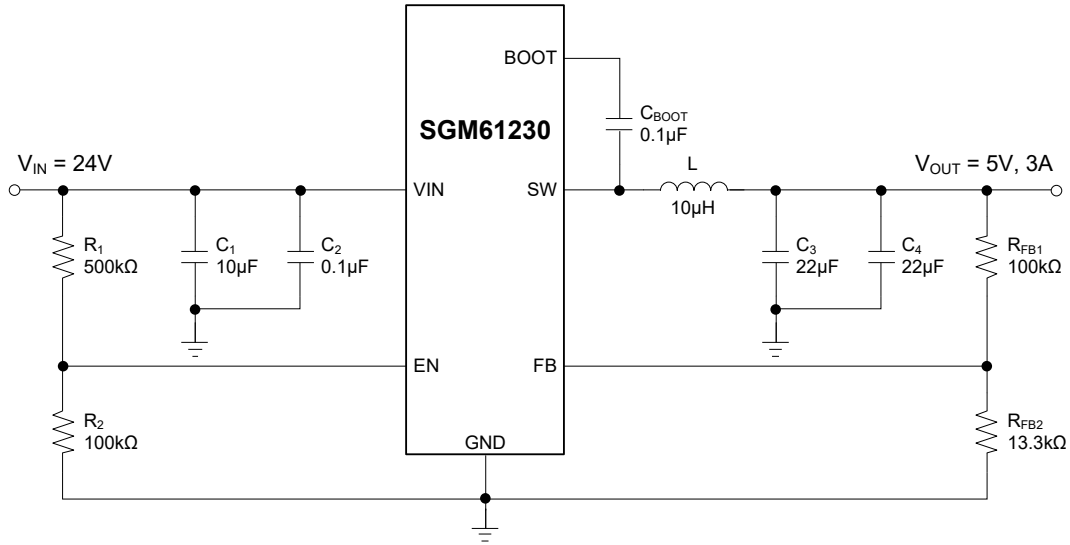 BOOT
SGM61230
C_BOOT
0.1µF
L
V_IN = 24V
V_OUT = 5V, 3A
VIN
SW
10µH
R_1
500kΩ
C_1
10µF
C_2
0.1µF
C_3
22µF
C_4
22µF
R_FB1
100kΩ
EN
FB
R_2
100kΩ
GND
R_FB2
13.3kΩ